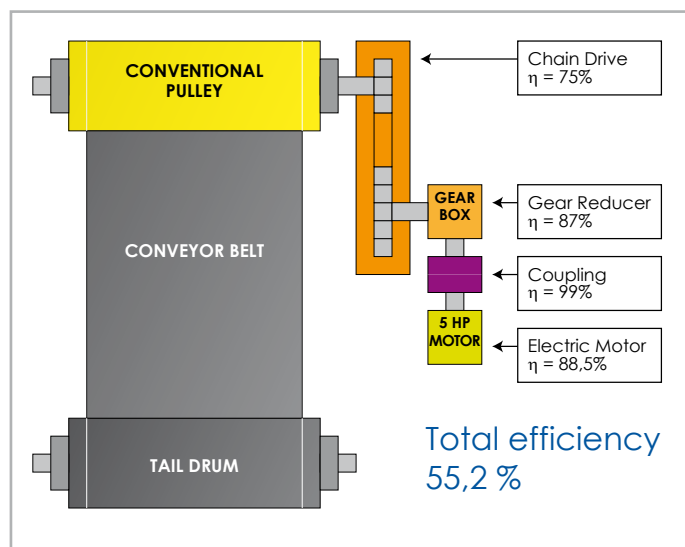 CONVENTIONAL
PULLEY
Chain Drive
η = 75%
GEAR
BOX
Gear Reducer
η = 87%
CONVEYOR BELT
Coupling
η = 99%
5 HP
MOTOR
Electric Motor
η = 88,5%
Total efficiency
55,2 %
TAIL DRUM